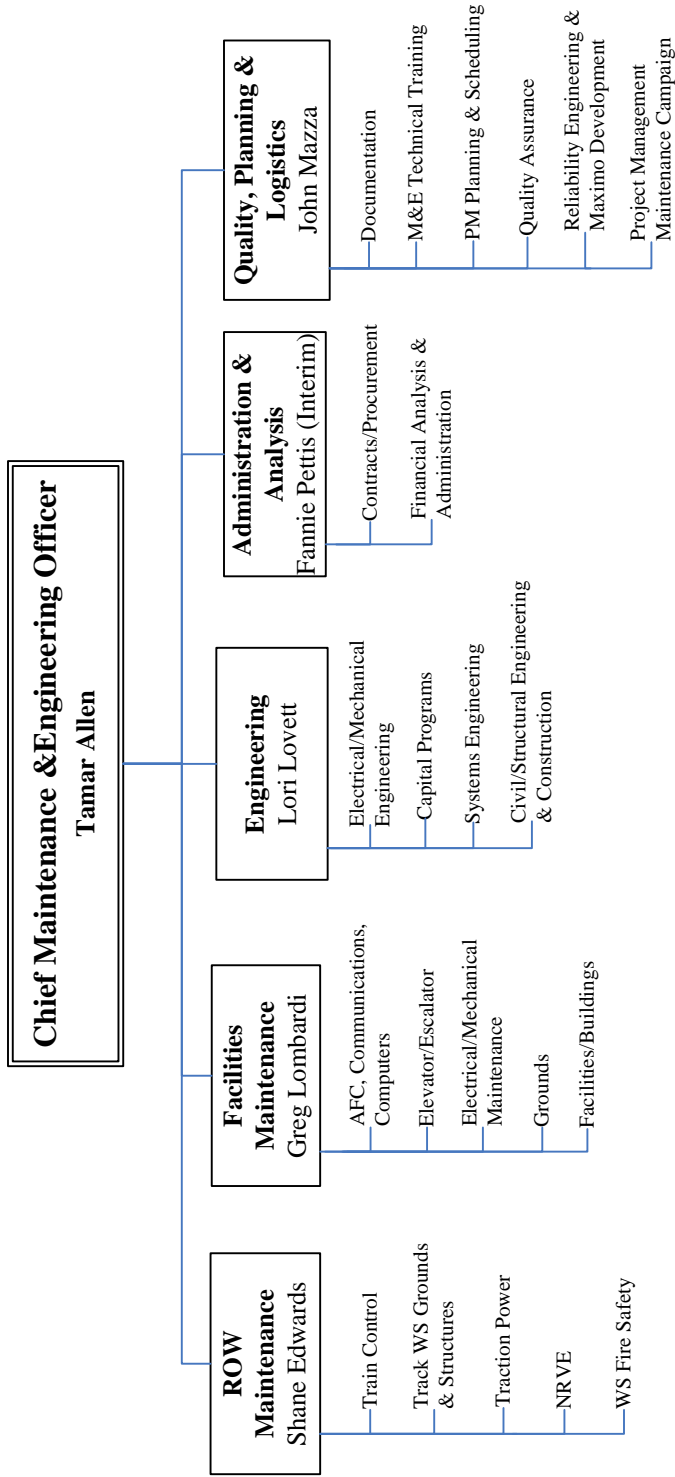 Chief Maintenance &Engineering Officer
Tamar Allen
ROW
Maintenance
Shane Edwards
Train Control
Track WS Grounds
& Structures
Traction Power
NRVE
WS Fire Safety
Facilities
Maintenance
Greg Lombardi
AFC, Communications,
Computers
Elevator/Escalator
Electrical/Mechanical
Maintenance
Grounds
Facilities/Buildings
Engineering
Lori Lovett
Electrical/Mechanical
Engineering
Capital Programs
Systems Engineering
Civil/Structural Engineering
& Construction
Administration &
Analysis
Fannie Pettis (Interim)
Contracts/Procurement
Financial Analysis &
Administration
Quality, Planning &
Logistics
John Mazza
Documentation
M&E Technical Training
PM Planning & Scheduling
Quality Assurance
Reliability Engineering &
Maximo Development
Project Management
Maintenance Campaign